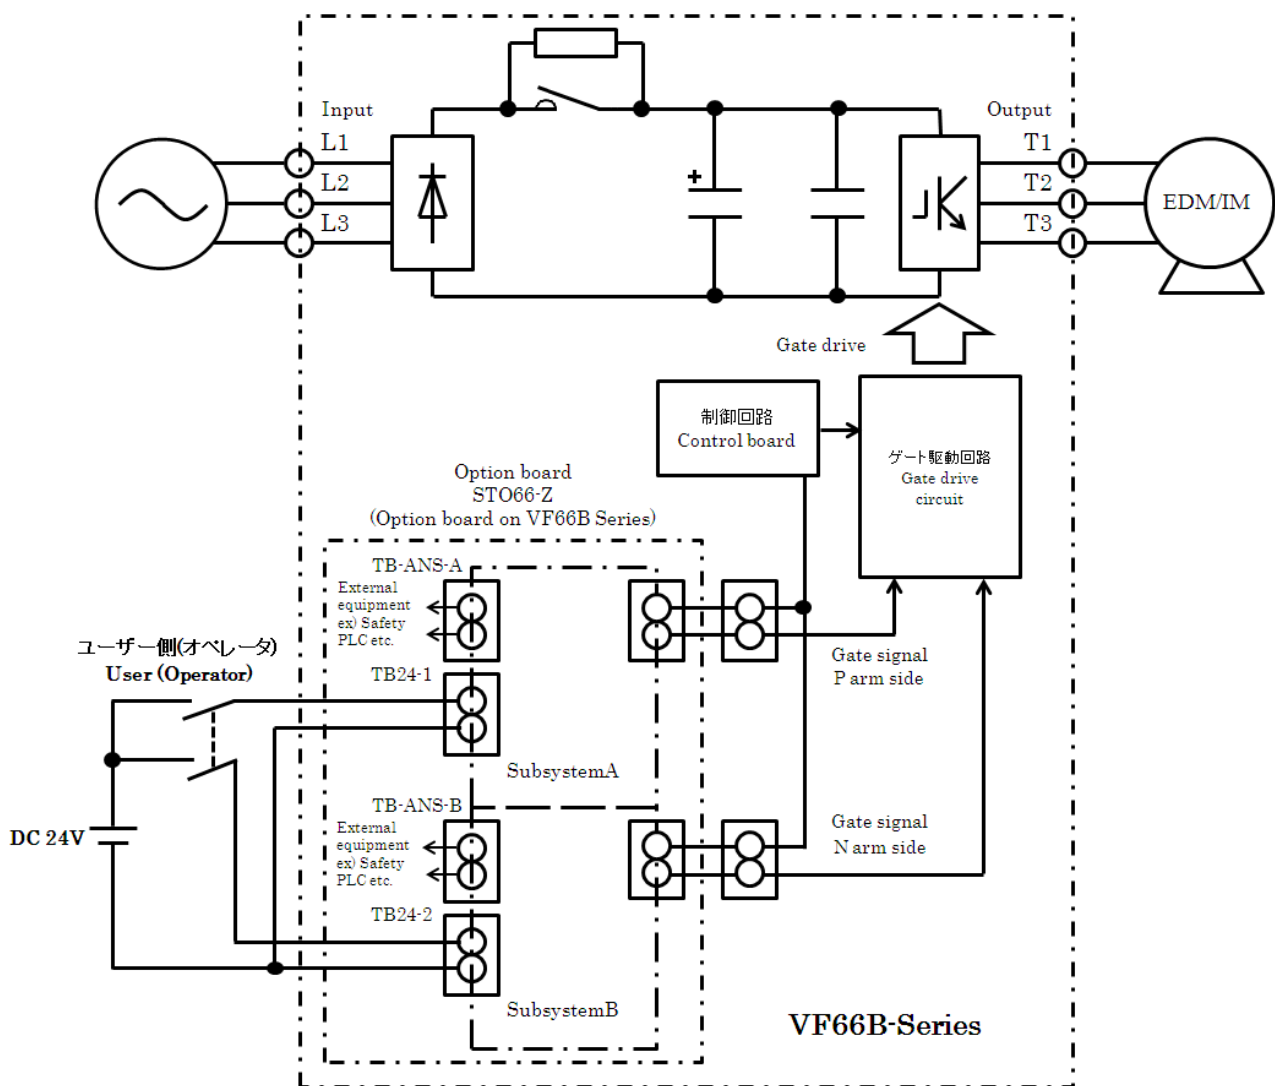 Input
Output
L1
L2
L3
T1
T2
T3
EDM/IM
+
Gate drive
制御回路
Control board
ゲート駆動回路
Gate drive
circuit
Option board
STO66-Z
(Option board on VF66B Series)
TB-ANS-A
External
equipment
ex) Safety
PLC etc.
ユーザー側(オペレータ)
User (Operator)
TB24-1
Gate signal
P arm side
SubsystemA
TB-ANS-B
External
equipment
ex) Safety
PLC etc.
DC 24V
Gate signal
N arm side
TB24-2
SubsystemB
VF66B-Series